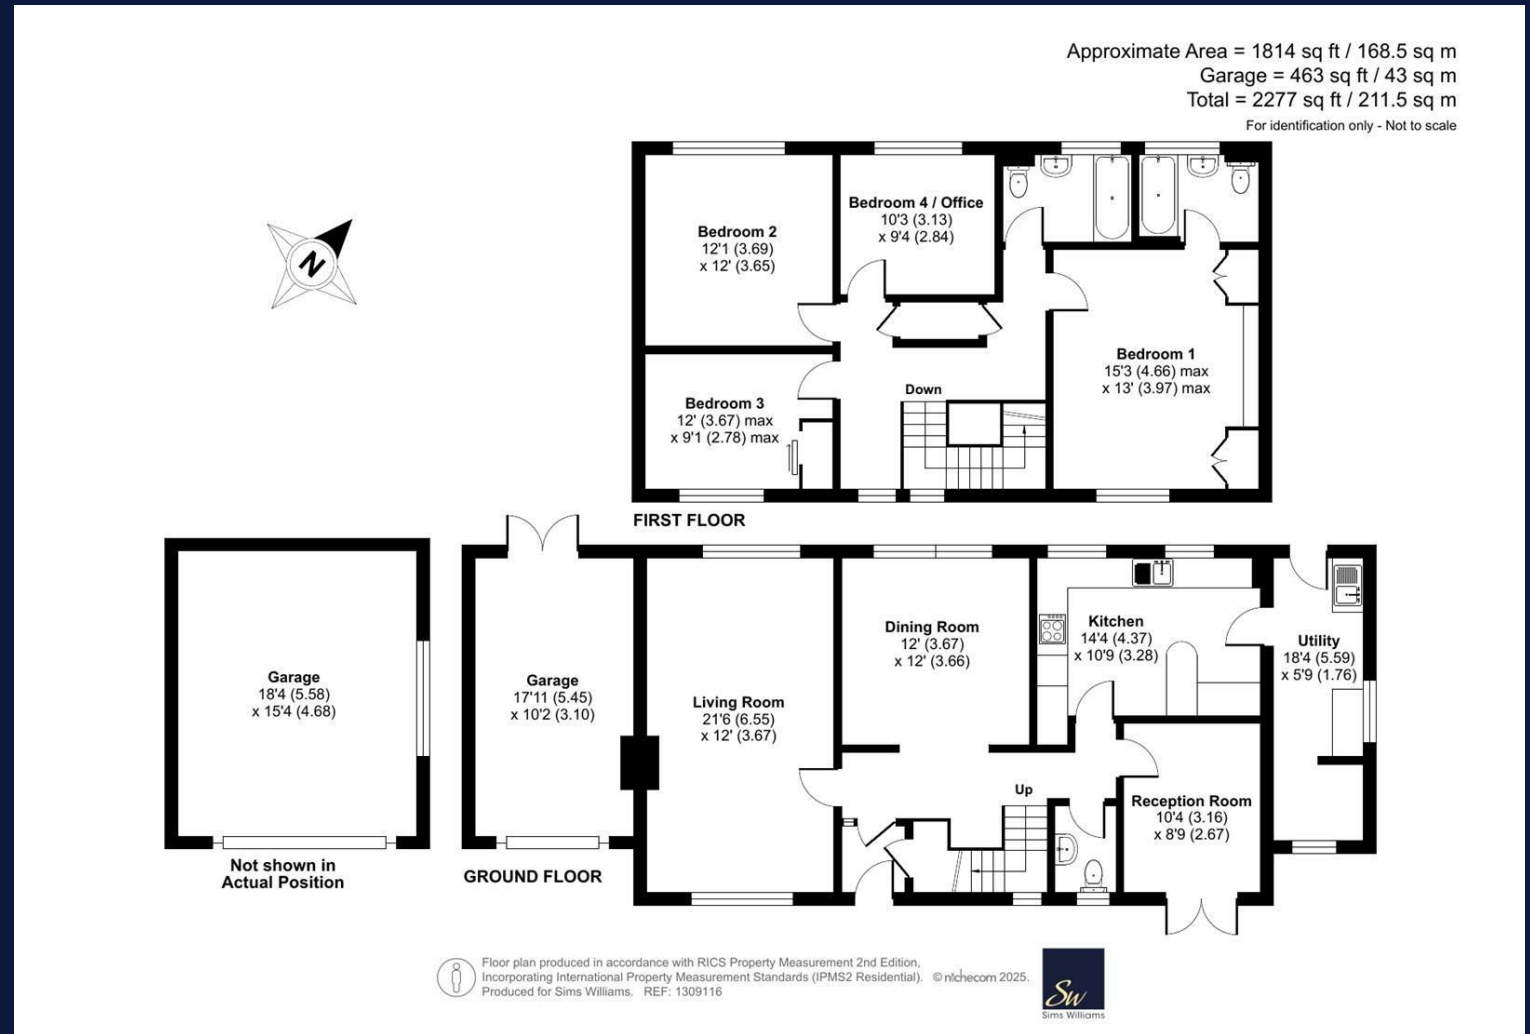 Approximate Area = 1814 sq ft / 168.5 sq m
Garage = 463 sq ft / 43 sq m
Total = 2277 sq ft / 211.5 sq m
For identification only - Not to scale
N
Bedroom 2
12'1 (3.69)
x 12' (3.65)
Bedroom 4 / Office
10'3 (3.13)
x 9'4 (2.84)
Bedroom 1
15'3 (4.66) max
x 13' (3.97) max
Bedroom 3
12' (3.67) max
x 9'1 (2.78) max
Down
FIRST FLOOR
Garage
18'4 (5.58)
x 15'4 (4.68)
Not shown in
Actual Position
Garage
17'11 (5.45)
x 10'2 (3.10)
GROUND FLOOR
Living Room
21'6 (6.55)
x 12' (3.67)
Dining Room
12' (3.67)
x 12' (3.66)
Kitchen
14'4 (4.37)
x 10'9 (3.28)
Utility
18'4 (5.59)
x 5'9 (1.76)
Up
Reception Room
10'4 (3.16)
x 8'9 (2.67)
Floor plan produced in accordance with RICS Property Measurement 2nd Edition,
Incorporating International Property Measurement Standards (IPMS2 Residential). © nichecom 2025.
Produced for Sims Williams. REF: 1309116
Sw
Sims Williams